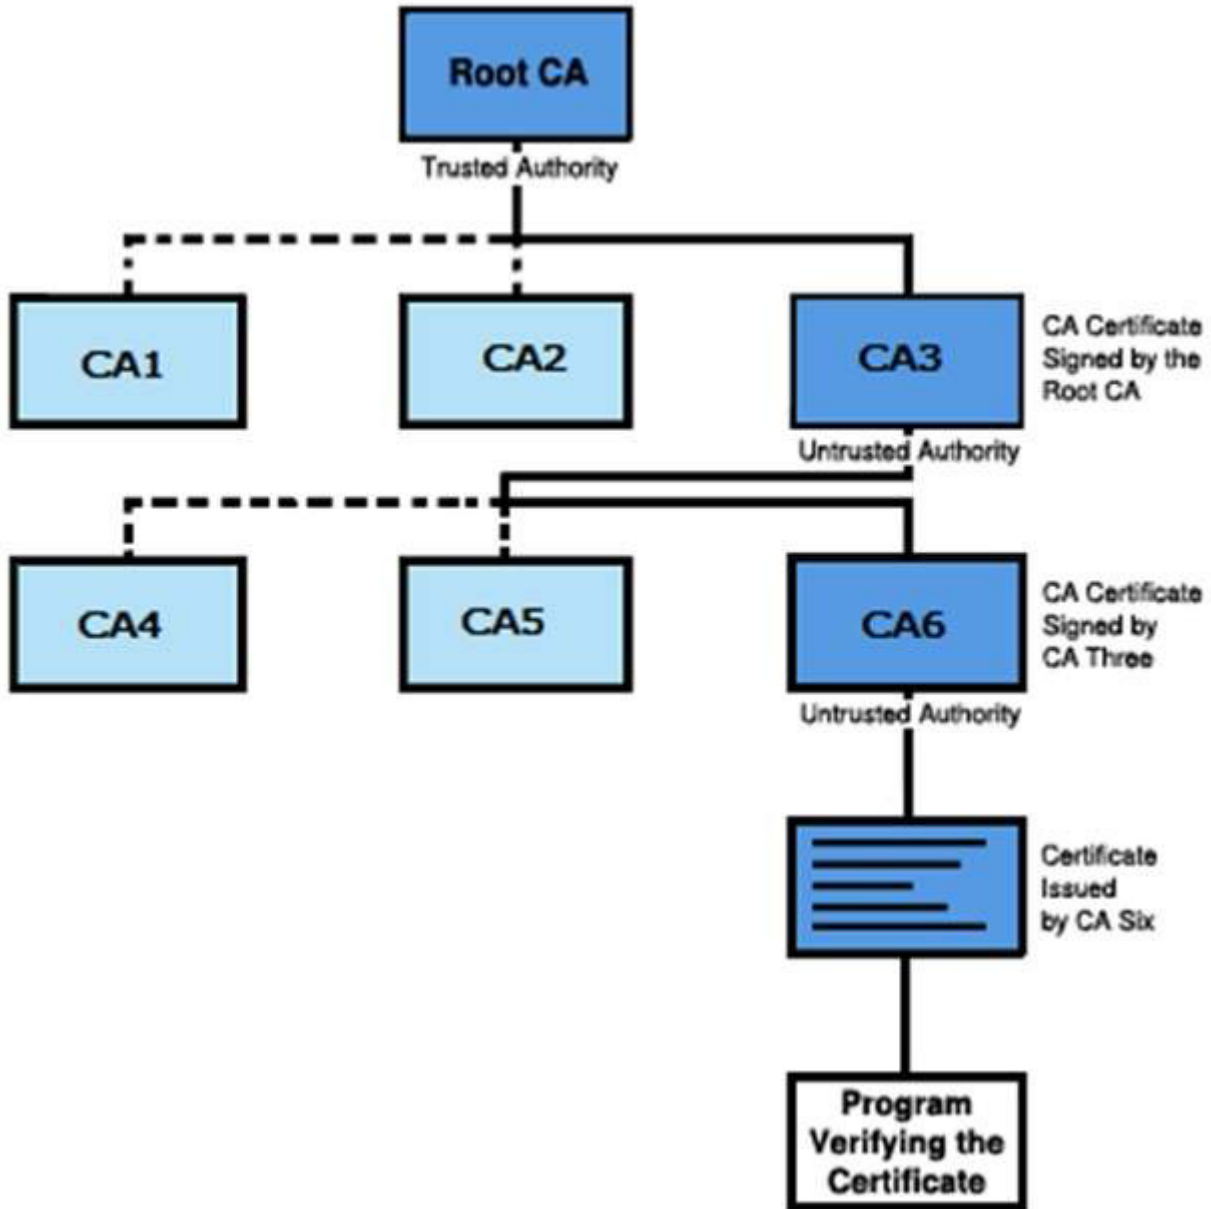 Root CA
Trusted Authority
CA1
CA2
CA3
CA Certificate
Signed by the
Root CA
Untrusted Authority
CA4
CA5
CA6
CA Certificate
Signed by
CA Three
Untrusted Authority
Certificate
Issued
by CA Six
Program
Verifying the
Certificate